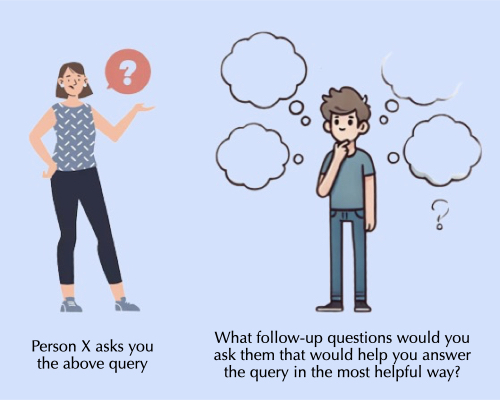 ?
?
Person X asks you
the above query
What follow-up questions would you
ask them that would help you answer
the query in the most helpful way?